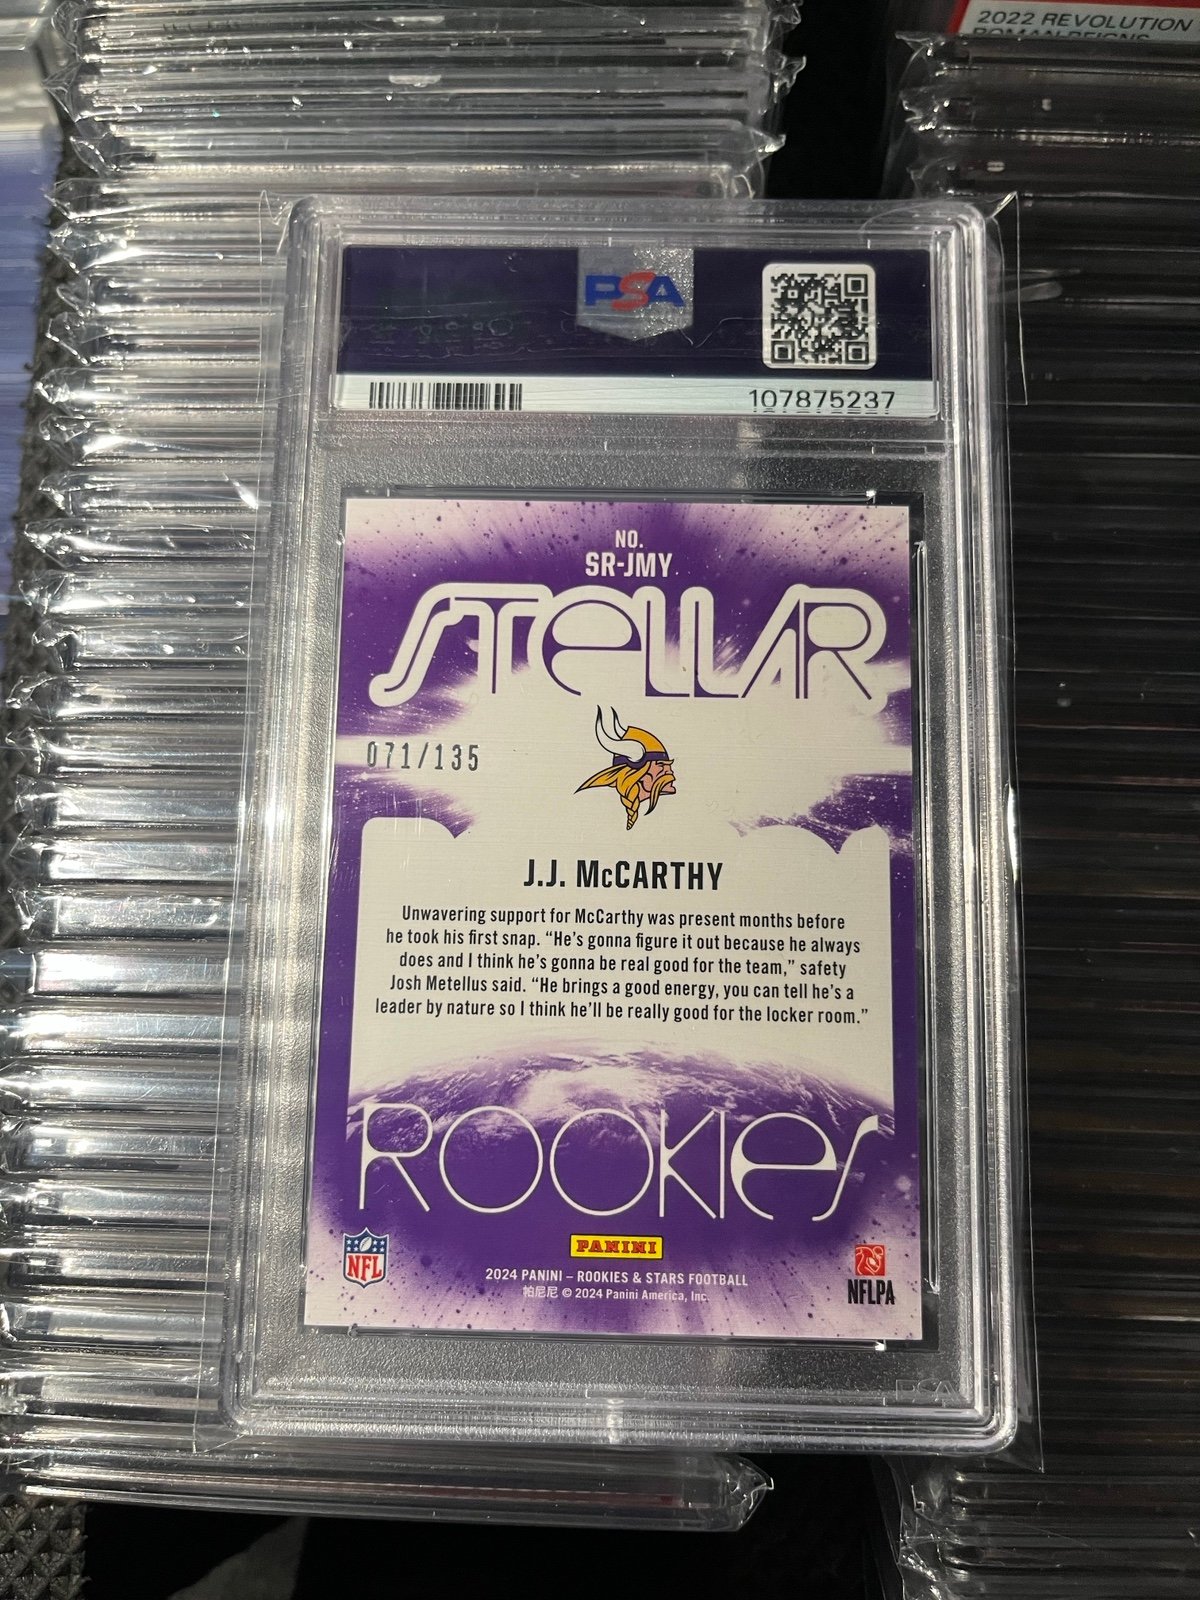 2022 REVOLUTION
ROMAN REIGNS
PSA
107875237
NO.
SR-JMY
STELLAR
071/135
J.J. McCARTHY
Unwavering support for McCarthy was present months before
he took his first snap. “He’s gonna figure it out because he always
does and I think he’s gonna be real good for the team,” safety
Josh Metellus said. “He brings a good energy, you can tell he’s a
leader by nature so I think he’ll be really good for the locker room.”
ROOKIES
NFL
PANINI
2024 PANINI – ROOKIES & STARS FOOTBALL
帕尼尼 © 2024 Panini America, Inc.
NFLPA
PSA